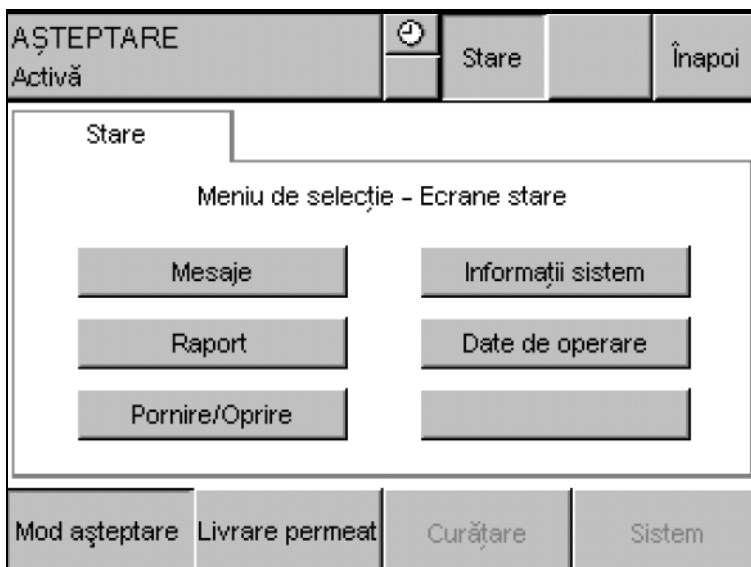 AȘTEPTARE
Activă
Stare
Înapoi
Stare
Meniu de selecție - Ecrane stare
Mesaje
Informații sistem
Raport
Date de operare
Pornire/Oprire
Mod aşteptare
Livrare permeat
Curățare
Sistem